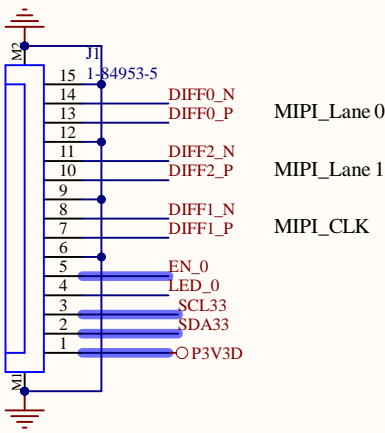 M2
J1
1-84953-5
15
14 DIFF0_N
13 DIFF0_P MIPI_Lane 0
12
11 DIFF2_N
10 DIFF2_P MIPI_Lane 1
9
8 DIFF1_N
7 DIFF1_P MIPI_CLK
6
5 EN_0
4 LED_0
3 SCL33
2 SDA33
1 P3V3D
M1